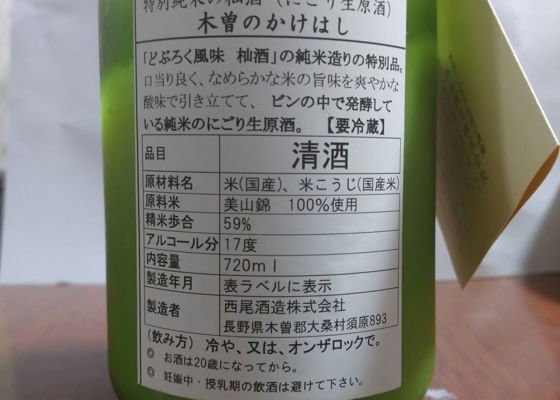 特別純米の杣酒(にごり生原酒)
木曽のかけはし
「どぶろく風味 杣酒」の純米造りの特別品。
口当り良く、なめらかな米の旨味を爽やかな
酸味で引き立てて、ビンの中で発酵して
いる純米のにごり生原酒。 【要冷蔵】
品目 清酒
原材料名 米(国産)、米こうじ(国産米)
原料米 美山錦 100%使用
精米歩合 59%
アルコール分 17度
内容量 720ml
製造年月 表ラベルに表示
製造者 西尾酒造株式会社
長野県木曽郡大桑村須原893
(飲み方) 冷や、又は、オンザロックで。
◎ お酒は20歳になってから。
◎ 妊娠中・授乳期の飲酒は避けて下さい。